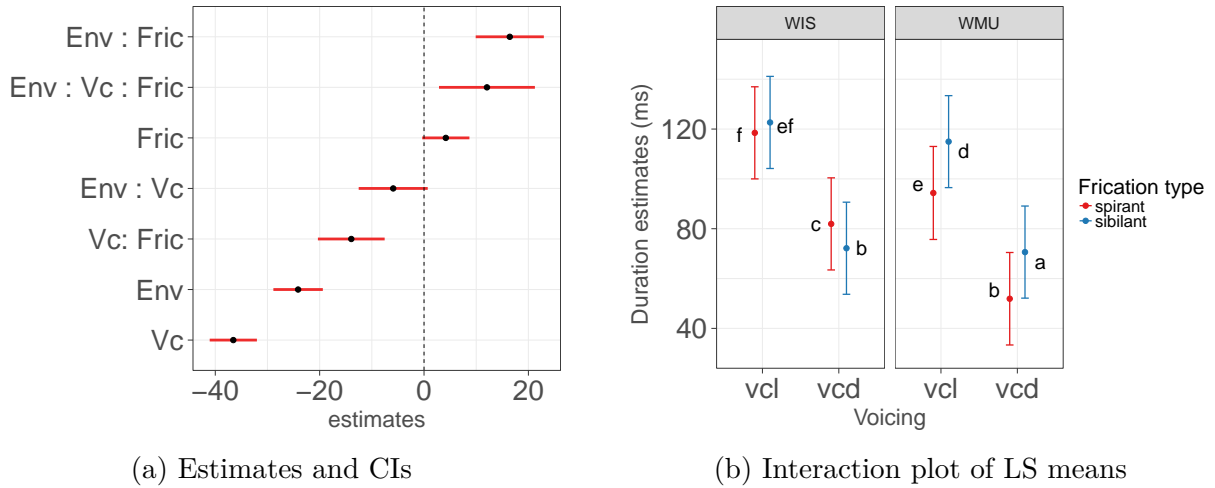 Env : Fric
Env : Vc : Fric
Fric
Env : Vc
Vc: Fric
Env
Vc
−40 −20 0 20
estimates
(a) Estimates and CIs
WIS WMU
Duration estimates (ms)
120
80
40
f
ef
c
b
e
d
b
a
vcl vcd vcl vcd
Voicing
Frication type
spirant
sibilant
(b) Interaction plot of LS means